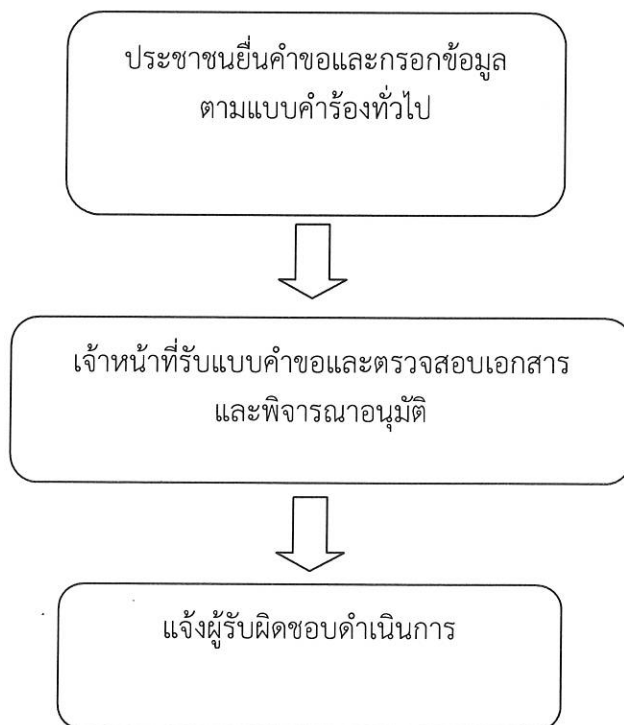 ประชาชนยื่นคำขอและกรอกข้อมูล
ตามแบบคำร้องทั่วไป
เจ้าหน้าที่รับแบบคำขอและตรวจสอบเอกสาร
และพิจารณาอนุมัติ
แจ้งผู้รับผิดชอบดำเนินการ